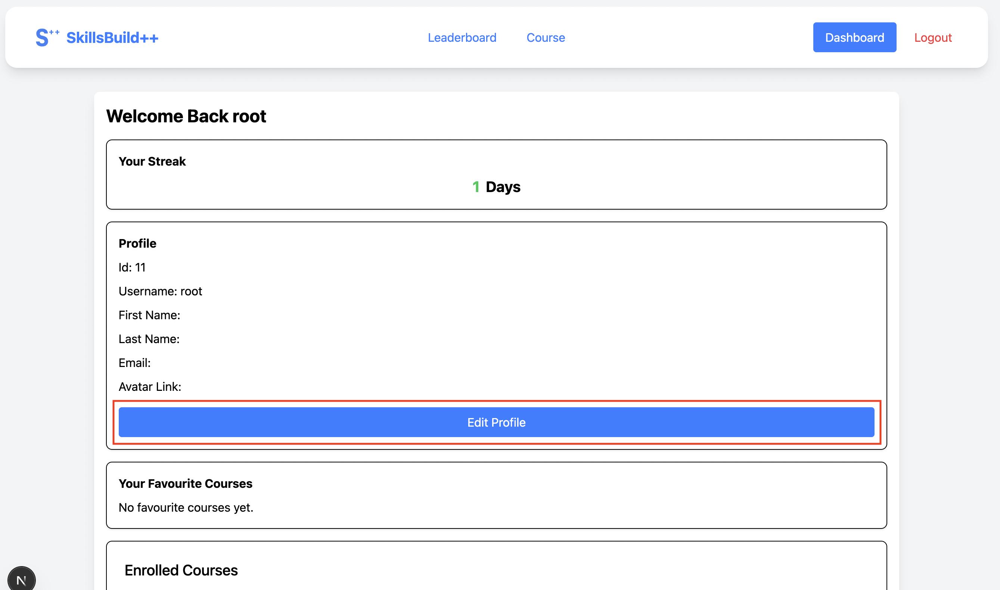 S++ SkillsBuild++ Leaderboard Course Dashboard Logout
Welcome Back root
Your Streak
1 Days
Profile
Id: 11
Username: root
First Name:
Last Name:
Email:
Avatar Link:
Edit Profile
Your Favourite Courses
No favourite courses yet.
Enrolled Courses
N